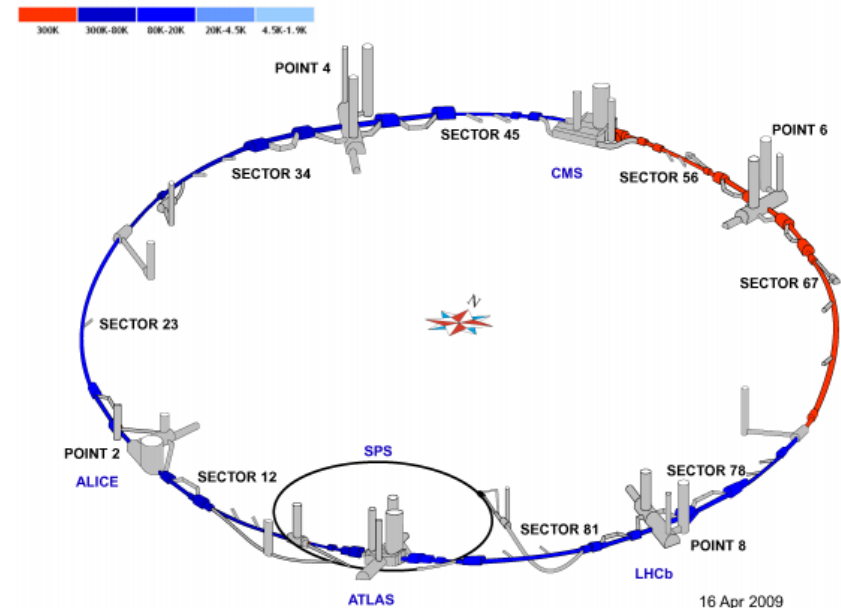 300K 300K-80K 80K-20K 20K-4.5K 4.5K-1.9K
POINT 4
POINT 6
SECTOR 45
CMS
SECTOR 56
SECTOR 34
SECTOR 67
N
SECTOR 23
POINT 2
ALICE
SECTOR 12
SPS
SECTOR 78
SECTOR 81
POINT 8
LHCb
ATLAS
16 Apr 2009